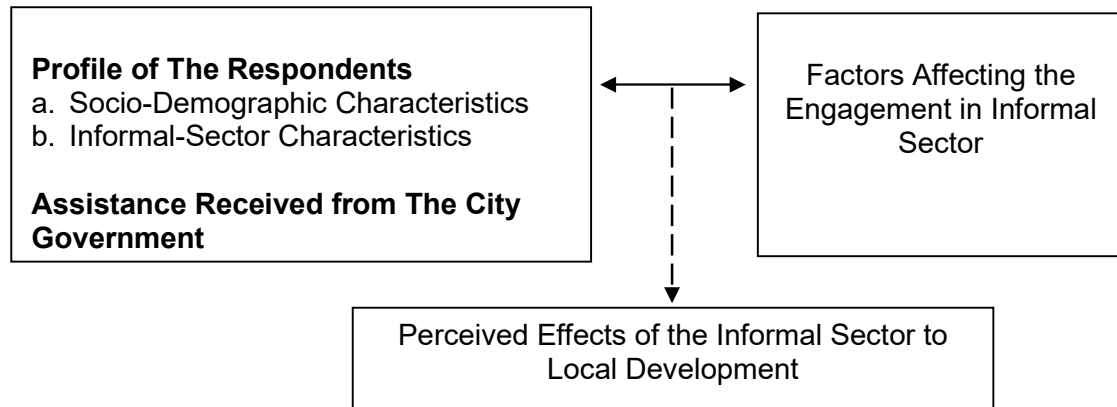 Profile of The Respondents
a. Socio-Demographic Characteristics
b. Informal-Sector Characteristics
Assistance Received from The City
Government
Factors Affecting the
Engagement in Informal
Sector
Perceived Effects of the Informal Sector to
Local Development